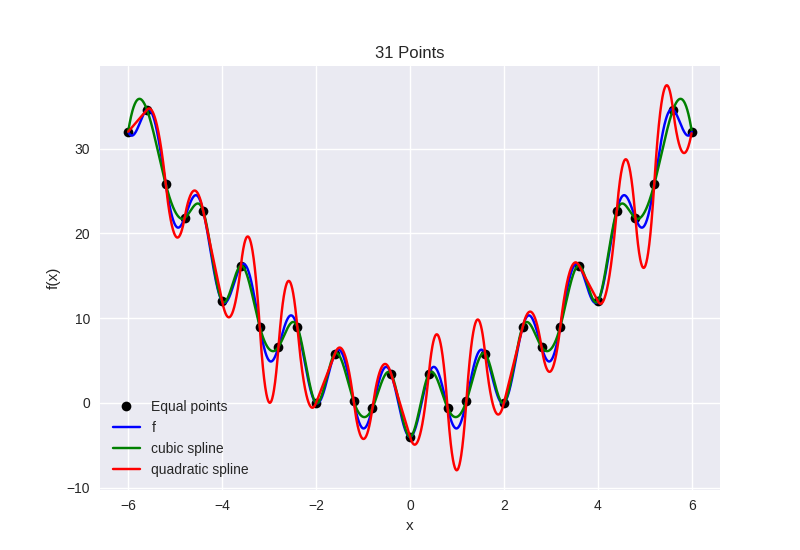 31 Points
f(x)
30
20
10
0
−10
Equal points
f
cubic spline
quadratic spline
−6 −4 −2 0 2 4 6
x